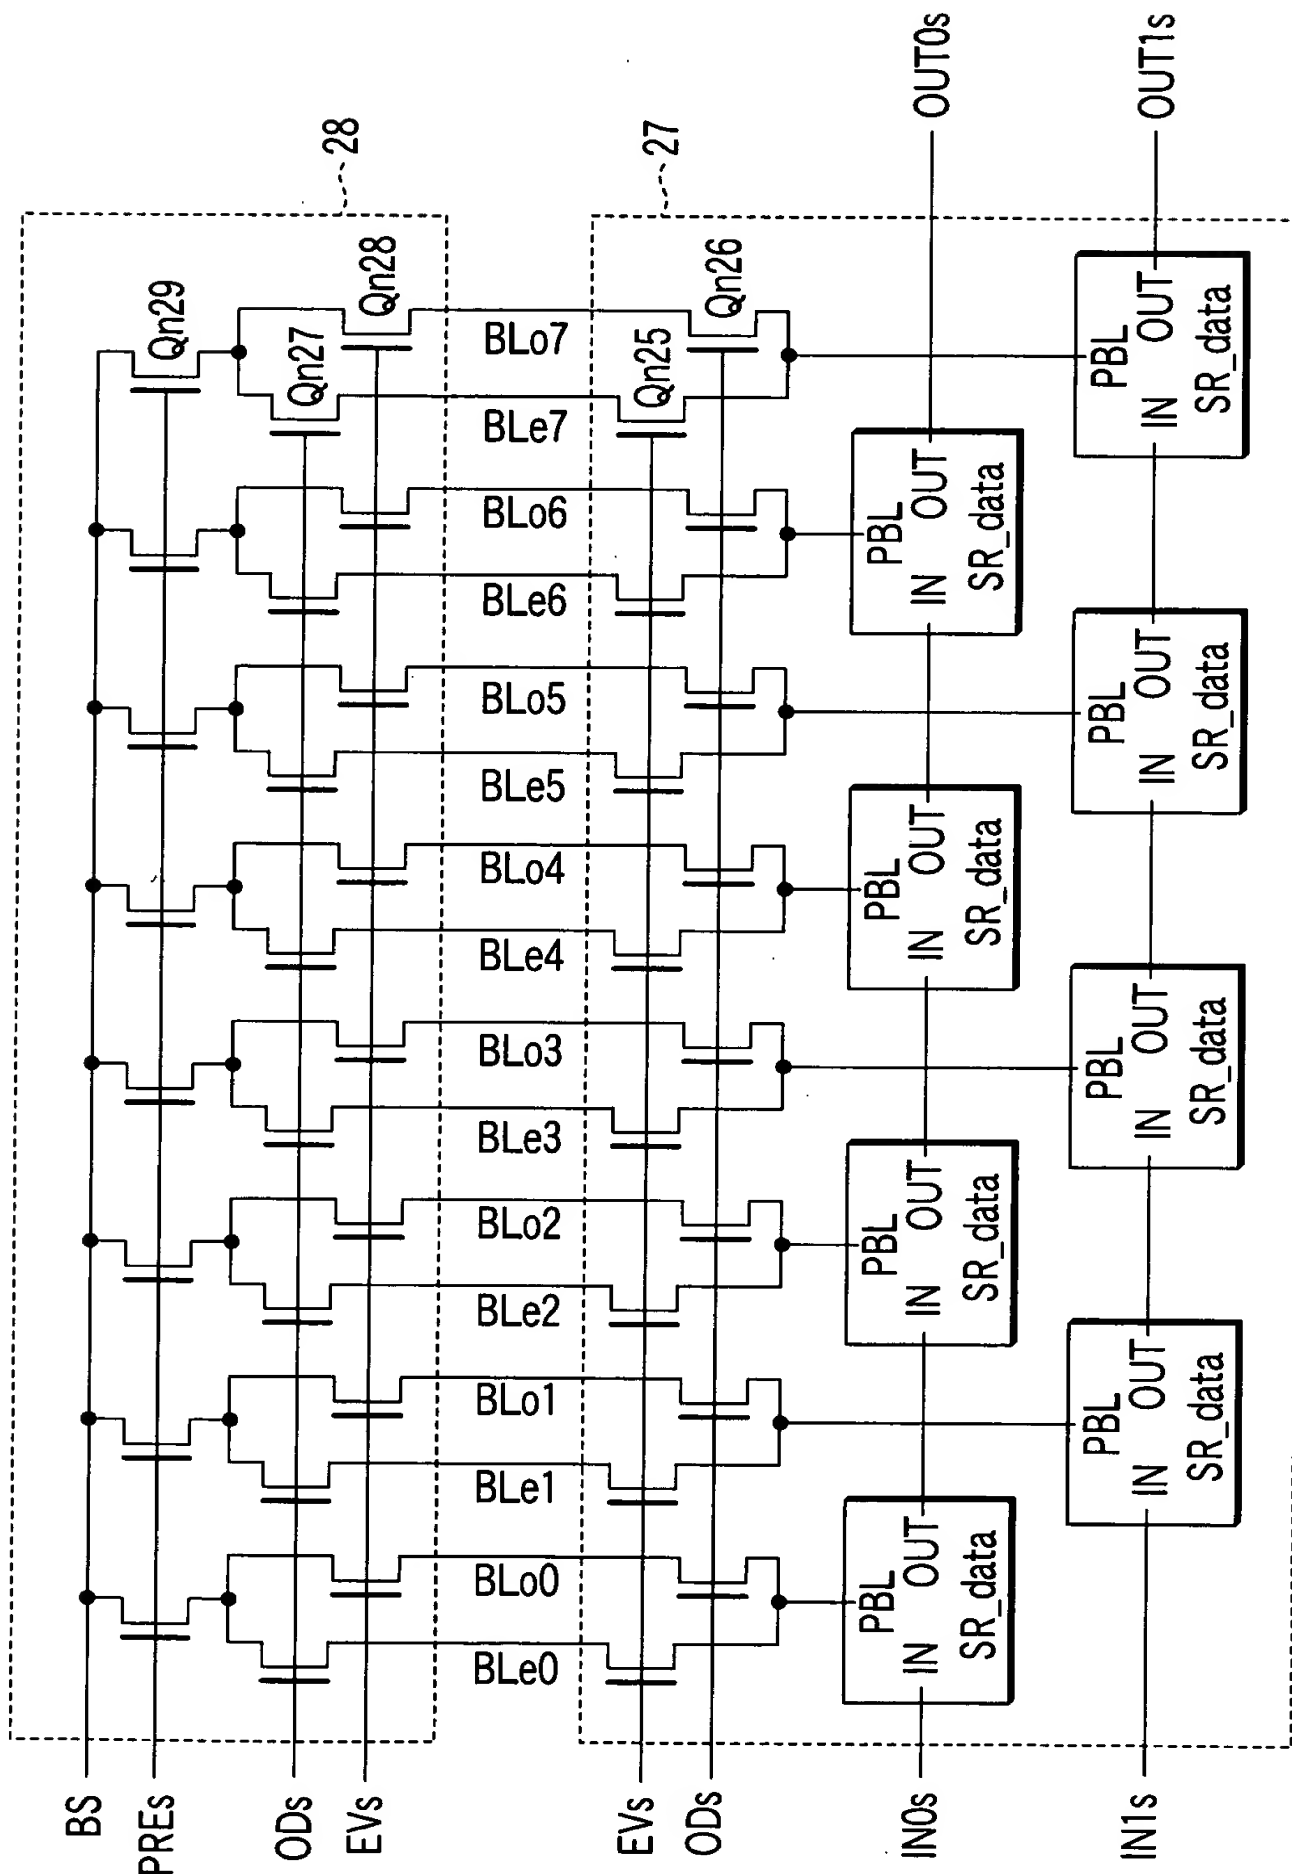 BS
PREs
ODs
EVs
EVs
ODs
IN0s
IN1s
28
27
Qn29
Qn27
Qn28
Qn25
Qn26
BLe0
BLo0
BLe1
BLo1
BLe2
BLo2
BLe3
BLo3
BLe4
BLo4
BLe5
BLo5
BLe6
BLo6
BLe7
BLo7
PBL
IN OUT
SR_data
PBL
IN OUT
SR_data
PBL
IN OUT
SR_data
PBL
IN OUT
SR_data
PBL
IN OUT
SR_data
PBL
IN OUT
SR_data
PBL
IN OUT
SR_data
PBL
IN OUT
SR_data
OUT0s
OUT1s